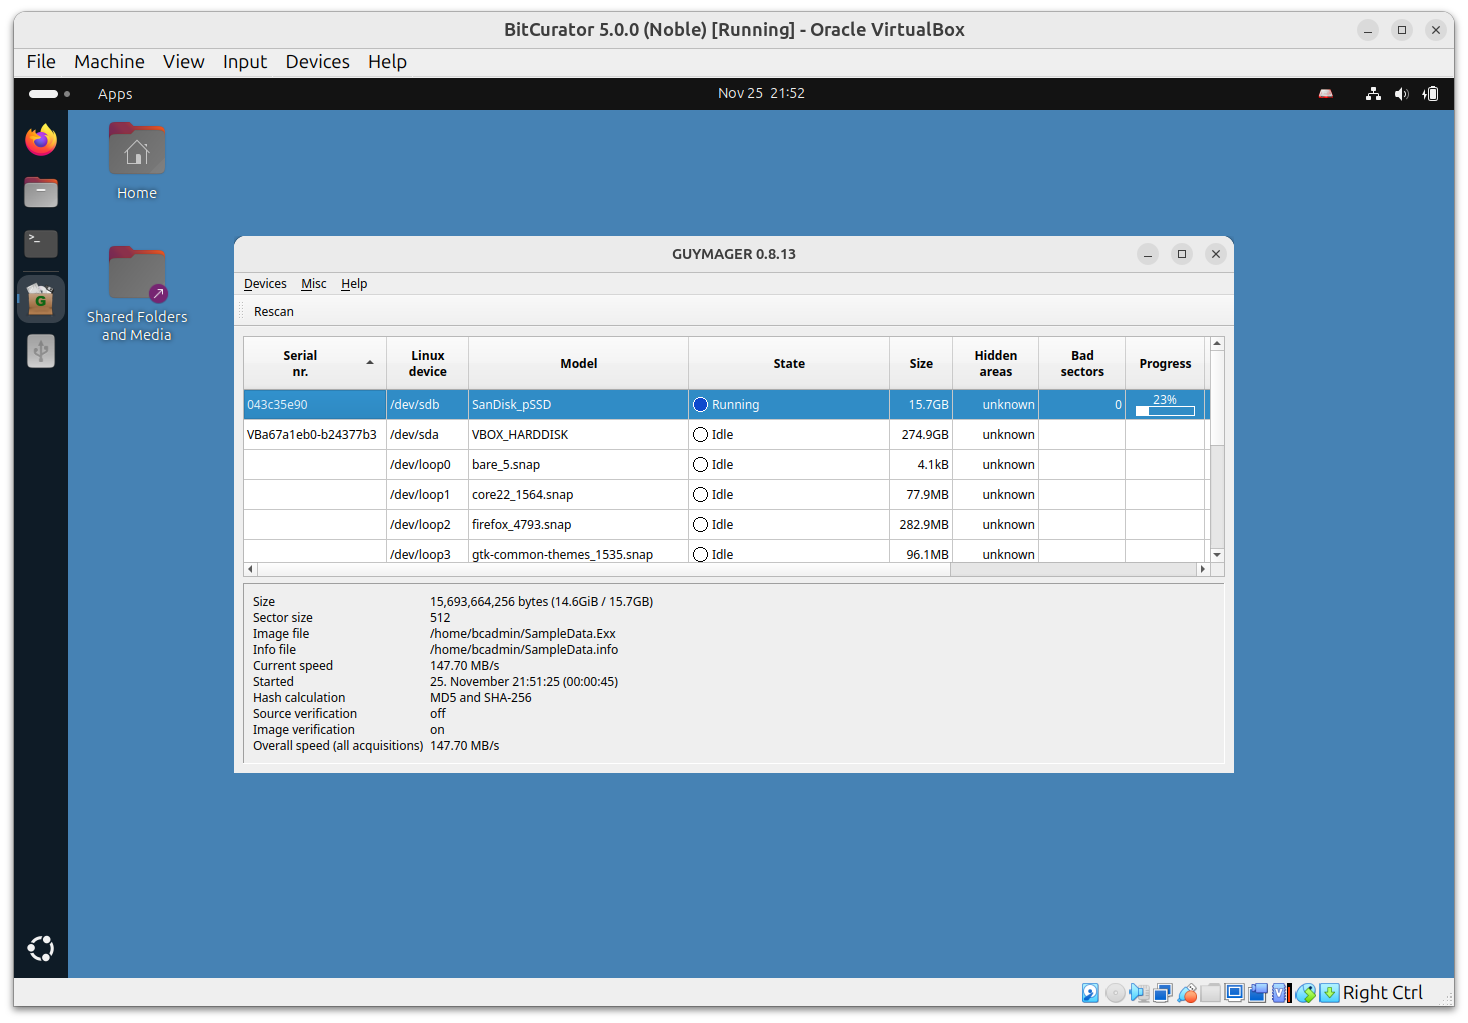 BitCurator 5.0.0 (Noble) [Running] - Oracle VirtualBox
File Machine View Input Devices Help
Apps Nov 25 21:52
Home
Shared Folders
and Media
GUYMAGER 0.8.13
Devices Misc Help
Rescan
Serial nr. Linux device Model State Size Hidden areas Bad sectors Progress
043c35e90 /dev/sdb SanDisk_pSSD Running 15.7GB unknown 0 23%
VBa67a1eb0-b24377b3 /dev/sda VBOX_HARDDISK Idle 274.9GB unknown
/dev/loop0 bare_5.snap Idle 4.1kB unknown
/dev/loop1 core22_1564.snap Idle 77.9MB unknown
/dev/loop2 firefox_4793.snap Idle 282.9MB unknown
/dev/loop3 gtk-common-themes_1535.snap Idle 96.1MB unknown
Size 15,693,664,256 bytes (14.6GiB / 15.7GB)
Sector size 512
Image file /home/bcadmin/SampleData.Exx
Info file /home/bcadmin/SampleData.info
Current speed 147.70 MB/s
Started 25. November 21:51:25 (00:00:45)
Hash calculation MD5 and SHA-256
Source verification off
Image verification on
Overall speed (all acquisitions) 147.70 MB/s
Right Ctrl